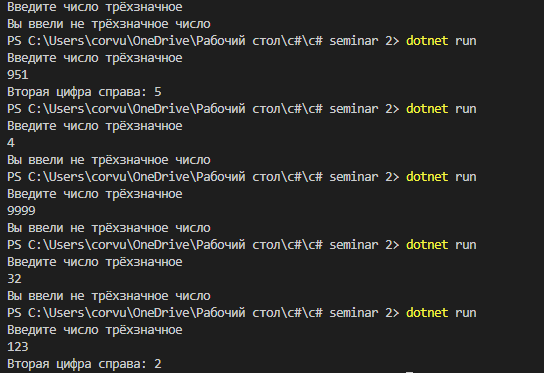 Введите число трёхзначное
Вы ввели не трёхзначное число
PS C:\Users\corvu\OneDrive\Рабочий стол\c#\c# seminar 2> dotnet run
Введите число трёхзначное
951
Вторая цифра справа: 5
PS C:\Users\corvu\OneDrive\Рабочий стол\c#\c# seminar 2> dotnet run
Введите число трёхзначное
4
Вы ввели не трёхзначное число
PS C:\Users\corvu\OneDrive\Рабочий стол\c#\c# seminar 2> dotnet run
Введите число трёхзначное
9999
Вы ввели не трёхзначное число
PS C:\Users\corvu\OneDrive\Рабочий стол\c#\c# seminar 2> dotnet run
Введите число трёхзначное
32
Вы ввели не трёхзначное число
PS C:\Users\corvu\OneDrive\Рабочий стол\c#\c# seminar 2> dotnet run
Введите число трёхзначное
123
Вторая цифра справа: 2